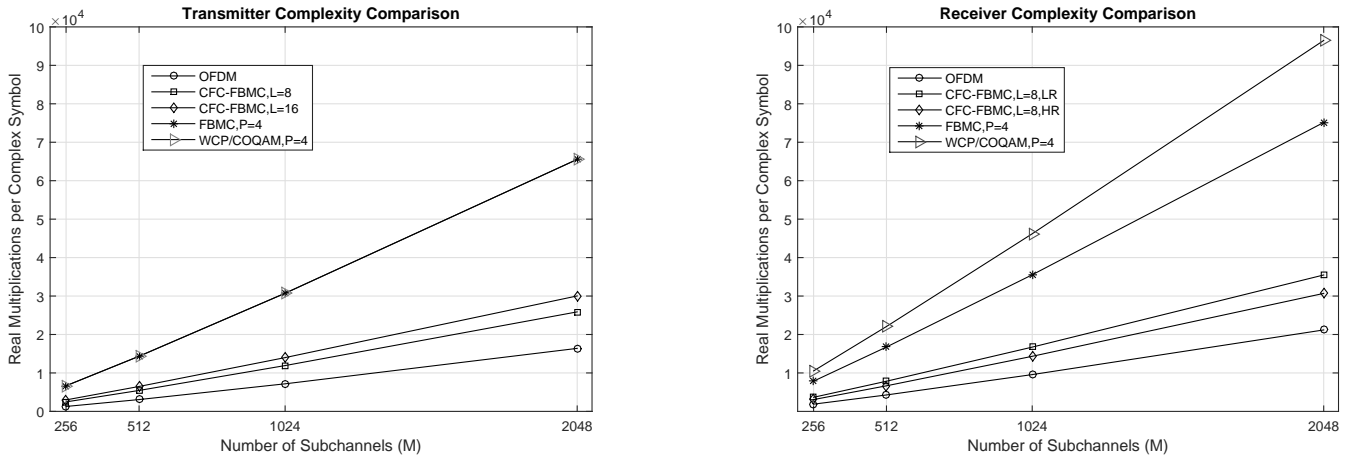 Transmitter Complexity Comparison
×10⁴
10
9
8
7
6
5
4
3
2
1
0
Real Multiplications per Complex Symbol
OFDM
CFC-FBMC,L=8
CFC-FBMC,L=16
FBMC,P=4
WCP/COQAM,P=4
256
512
1024
2048
Number of Subchannels (M)
Receiver Complexity Comparison
×10⁴
10
9
8
7
6
5
4
3
2
1
Real Multiplications per Complex Symbol
OFDM
CFC-FBMC,L=8,LR
CFC-FBMC,L=8,HR
FBMC,P=4
WCP/COQAM,P=4
256
512
1024
2048
Number of Subchannels (M)